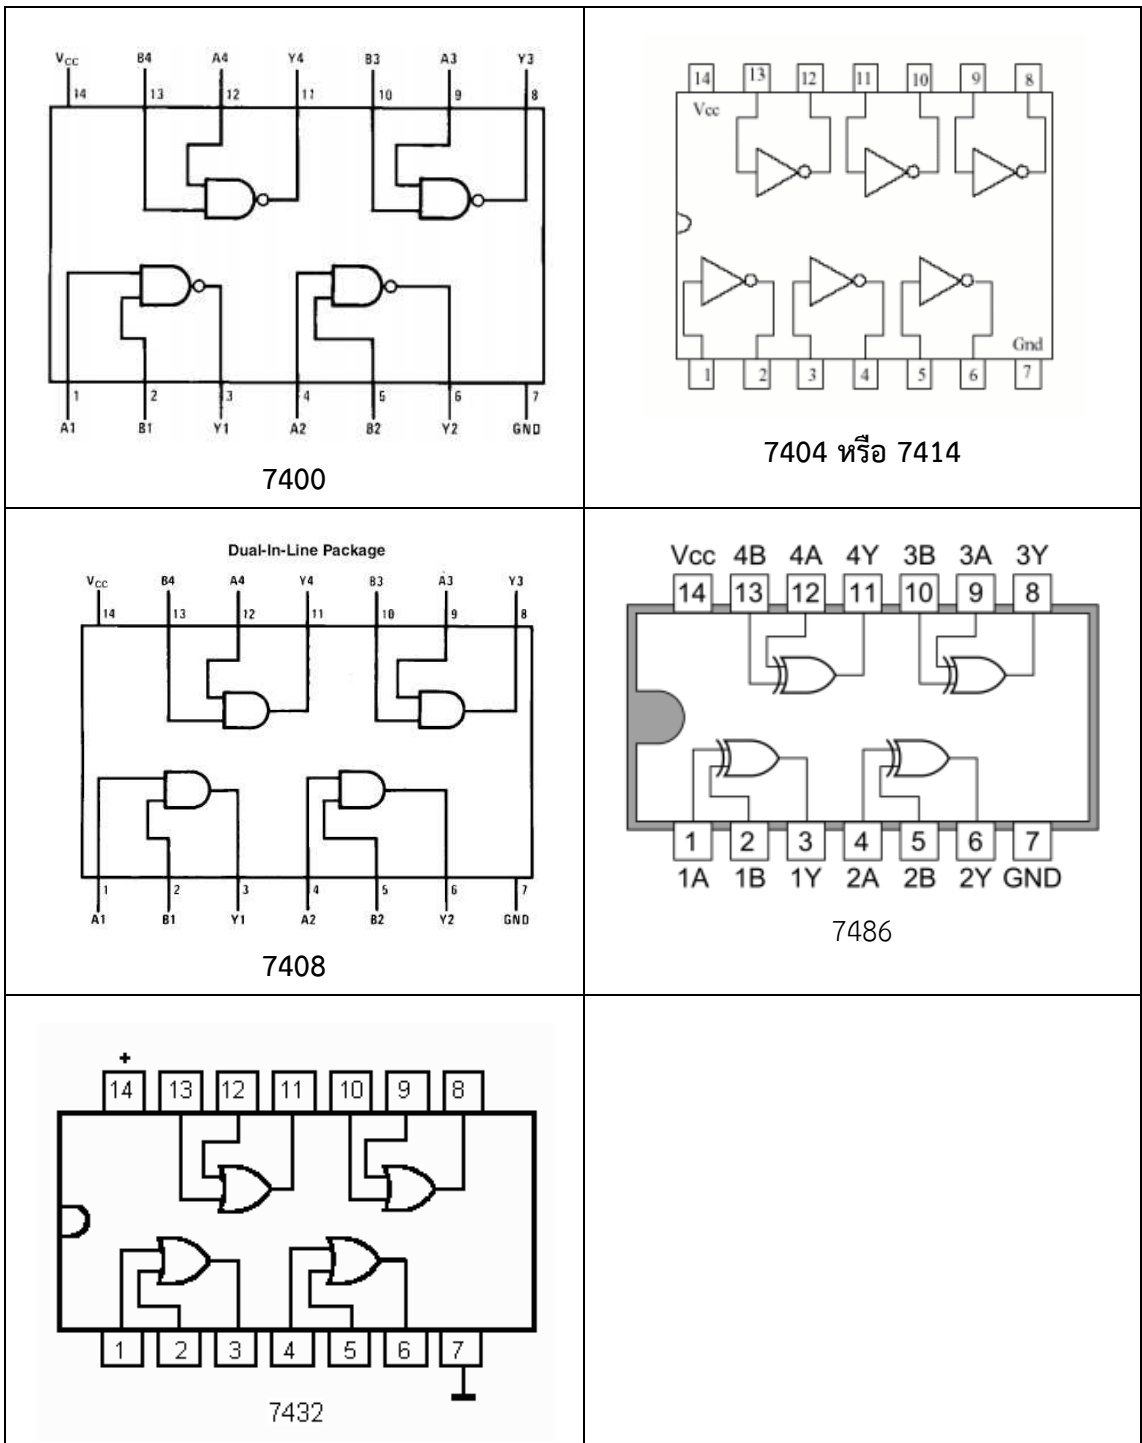 VCC B4 A4 Y4 B3 A3 Y3
14 13 12 11 10 9 8
1 2 3 4 5 6 7
A1 B1 Y1 A2 B2 Y2 GND
7400
14 13 12 11 10 9 8
Vcc
Gnd
1 2 3 4 5 6 7
7404 หรือ 7414
Dual-In-Line Package
VCC B4 A4 Y4 B3 A3 Y3
14 13 12 11 10 9 8
1 2 3 4 5 6 7
A1 B1 Y1 A2 B2 Y2 GND
7408
Vcc 4B 4A 4Y 3B 3A 3Y
14 13 12 11 10 9 8
1 2 3 4 5 6 7
1A 1B 1Y 2A 2B 2Y GND
7486
+
14 13 12 11 10 9 8
1 2 3 4 5 6 7
7432